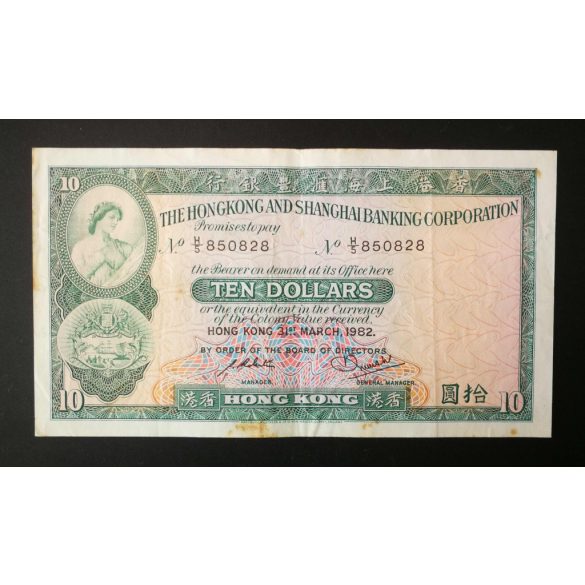 10
行銀豐滙海上港香
THE HONGKONG AND SHANGHAI BANKING CORPORATION
Promises to pay
No H/5 850828 No H/5 850828
the Bearer on demand at its Office here
TEN DOLLARS
or the equivalent in the Currency
of the Colony value received.
HONG KONG 31ST MARCH, 1982.
BY ORDER OF THE BOARD OF DIRECTORS
MANAGER
GENERAL MANAGER
10 港香 HONG KONG 港香 圓拾 10